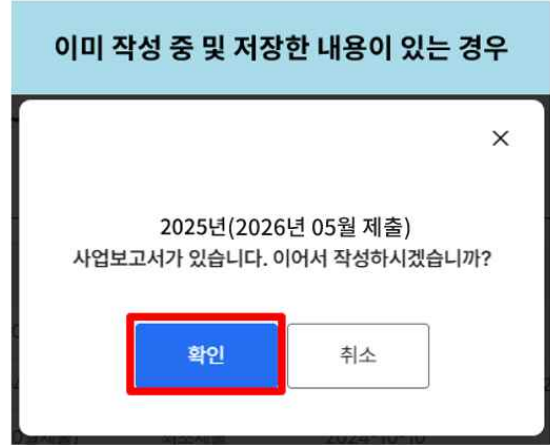 이미 작성 중 및 저장한 내용이 있는 경우
2025년(2026년 05월 제출)
사업보고서가 있습니다. 이어서 작성하시겠습니까?
확인
취소